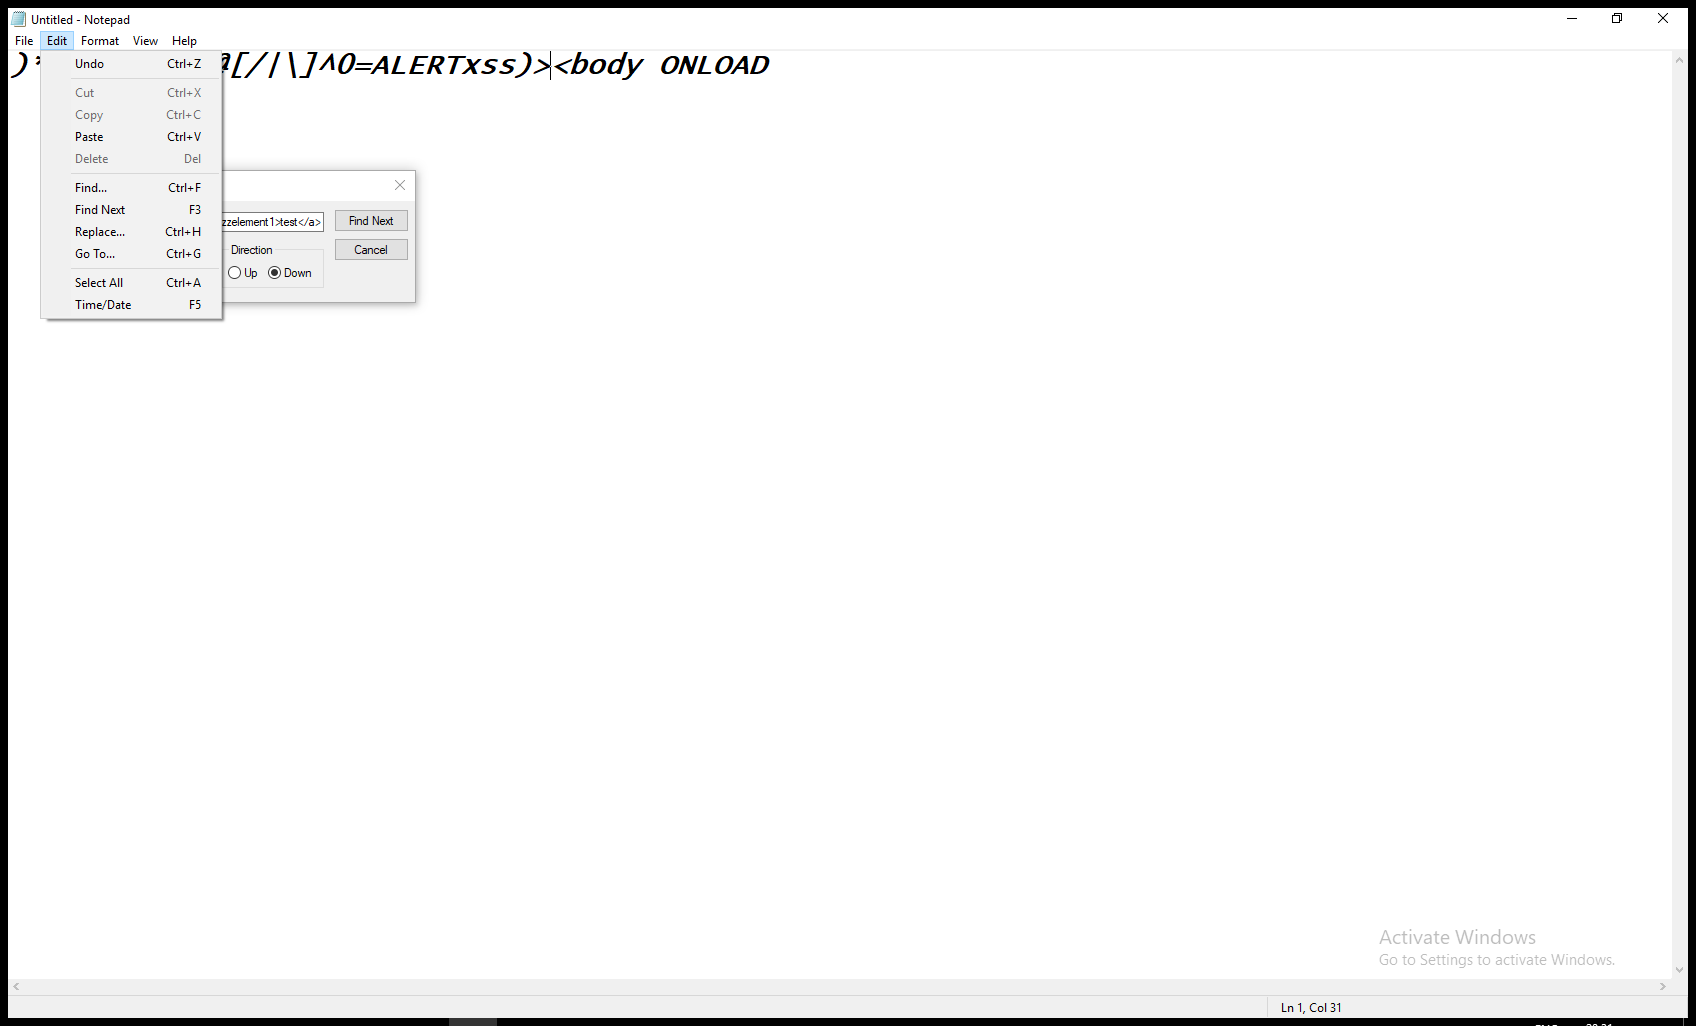 Untitled - Notepad
File Edit Format View Help
[/|\]^0=ALERTxss)><body ONLOAD
Undo Ctrl+Z
Cut Ctrl+X
Copy Ctrl+C
Paste Ctrl+V
Delete Del
Find... Ctrl+F
Find Next F3
Replace... Ctrl+H
Go To... Ctrl+G
Select All Ctrl+A
Time/Date F5
zzelement1>test</a> Find Next
Direction Cancel
Up Down
Activate Windows
Go to Settings to activate Windows.
Ln 1, Col 31